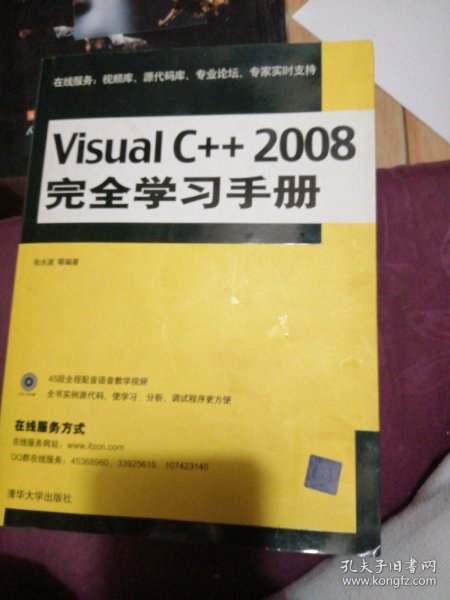 在线服务：视频库，源代码库，专业论坛，专家实时支持
Visual C++ 2008
完全学习手册
张水波 等编著
45段全程配音语音教学视频
全书实例源代码，使学习、分析、调试程序更方便
在线服务方式
在线服务网站：www.itzcn.com
QQ群在线服务：45368980，33925615，107423140
清华大学出版社
孔夫子旧书网
www.kongfz.com